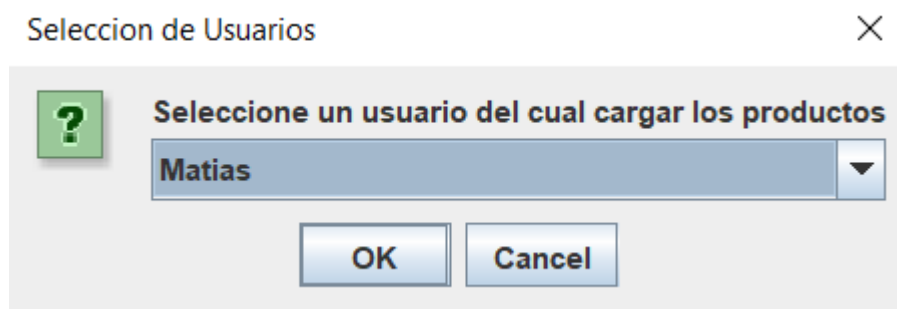 Seleccion de Usuarios
?
Seleccione un usuario del cual cargar los productos
Matias
OK
Cancel